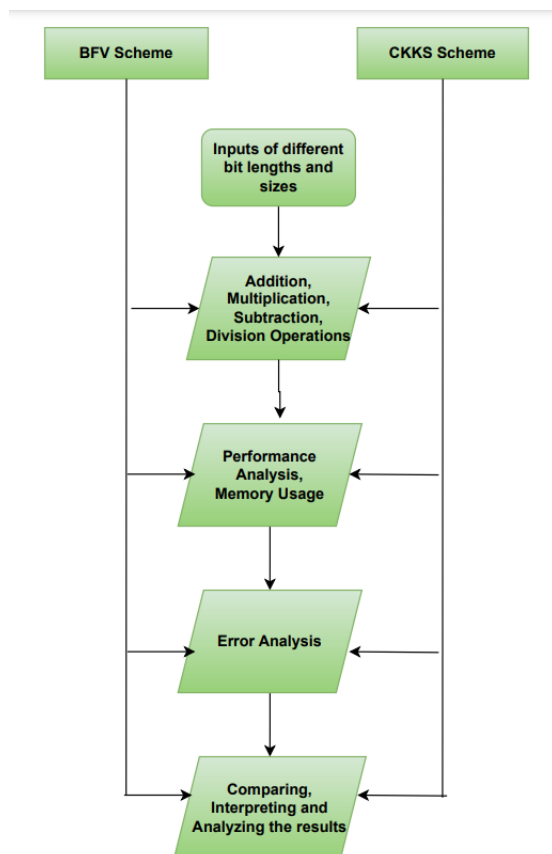 BFV Scheme
CKKS Scheme
Inputs of different
bit lengths and
sizes
Addition,
Multiplication,
Subtraction,
Division Operations
Performance
Analysis,
Memory Usage
Error Analysis
Comparing,
Interpreting and
Analyzing the results